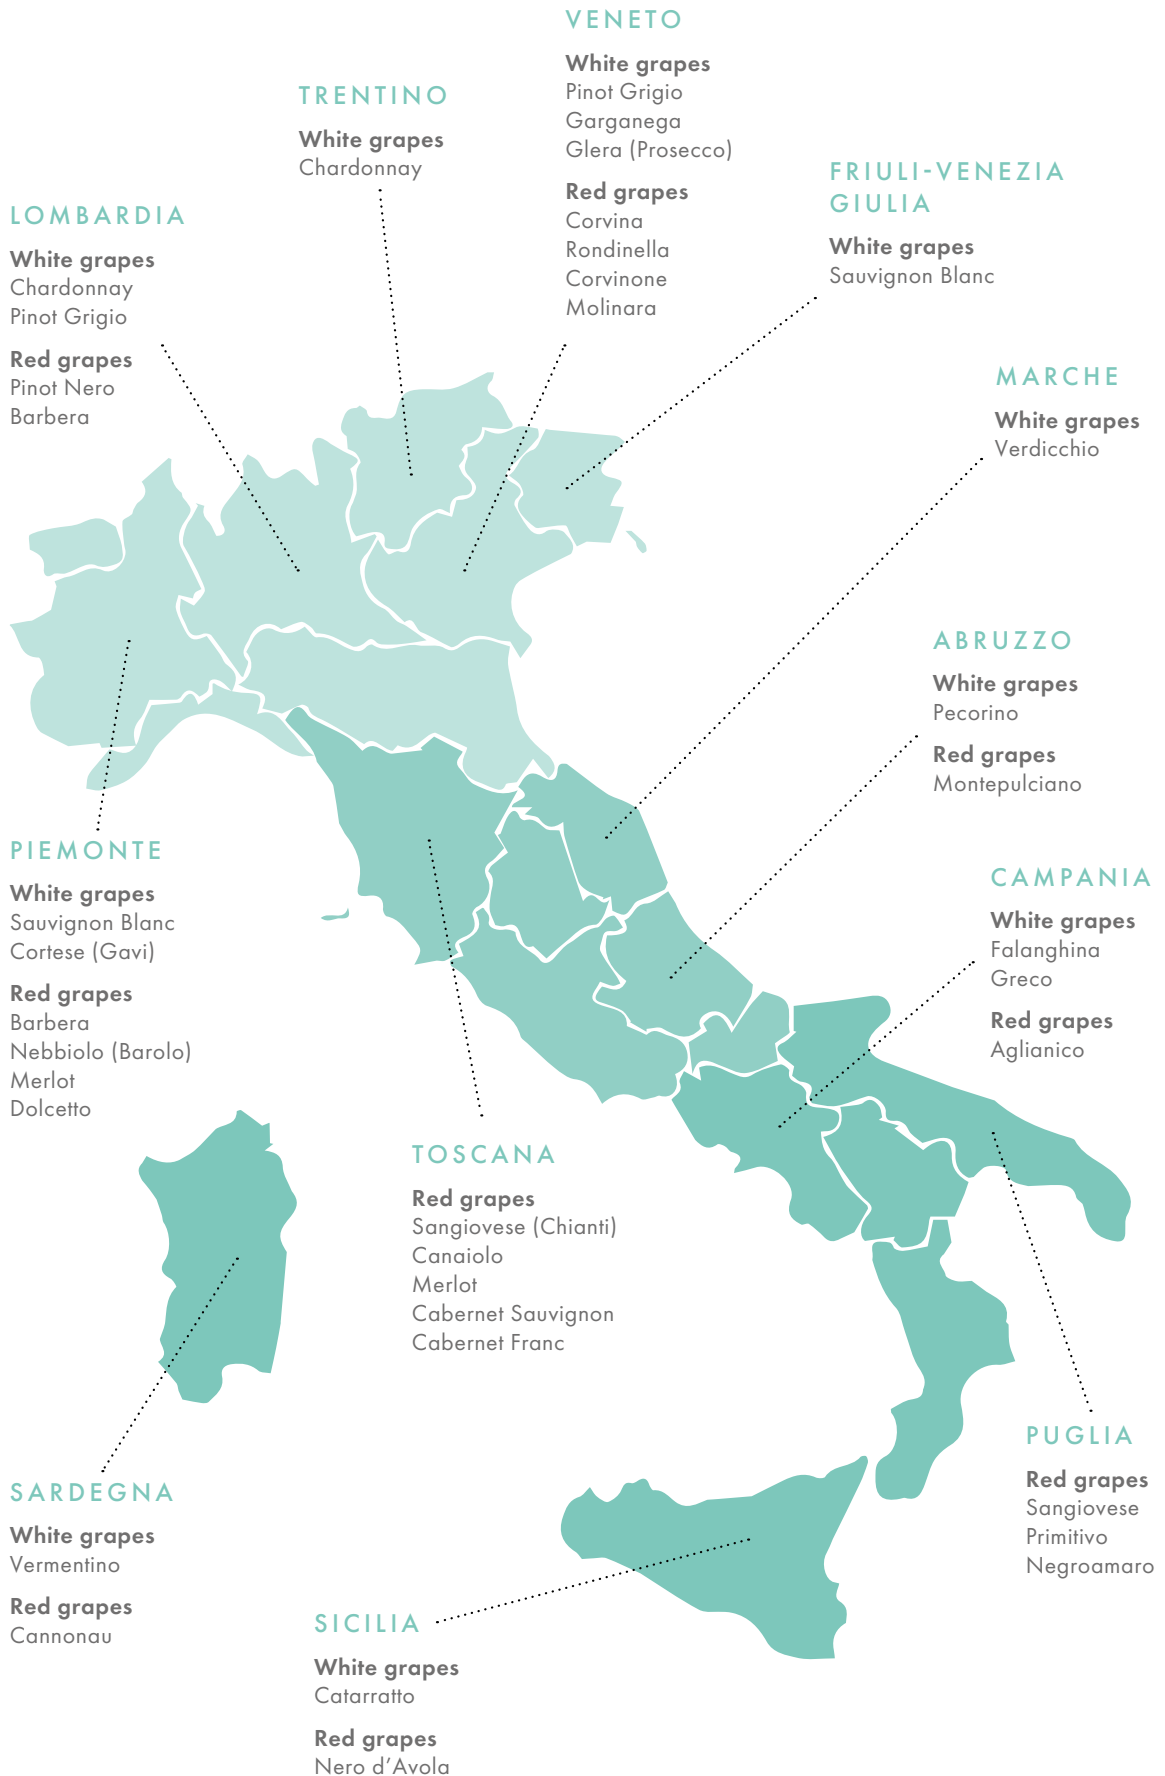 VENETO
White grapes
Pinot Grigio
Garganega
Glera (Prosecco)
Red grapes
Corvina
Rondinella
Corvinone
Molinara
TRENTINO
White grapes
Chardonnay
FRIULI-VENEZIA
GIULIA
White grapes
Sauvignon Blanc
LOMBARDIA
White grapes
Chardonnay
Pinot Grigio
Red grapes
Pinot Nero
Barbera
MARCHE
White grapes
Verdicchio
ABRUZZO
White grapes
Pecorino
Red grapes
Montepulciano
PIEMONTE
White grapes
Sauvignon Blanc
Cortese (Gavi)
Red grapes
Barbera
Nebbiolo (Barolo)
Merlot
Dolcetto
CAMPANIA
White grapes
Falanghina
Greco
Red grapes
Aglianico
TOSCANA
Red grapes
Sangiovese (Chianti)
Canaiolo
Merlot
Cabernet Sauvignon
Cabernet Franc
PUGLIA
Red grapes
Sangiovese
Primitivo
Negroamaro
SARDEGNA
White grapes
Vermentino
Red grapes
Cannonau
SICILIA
White grapes
Catarratto
Red grapes
Nero d'Avola